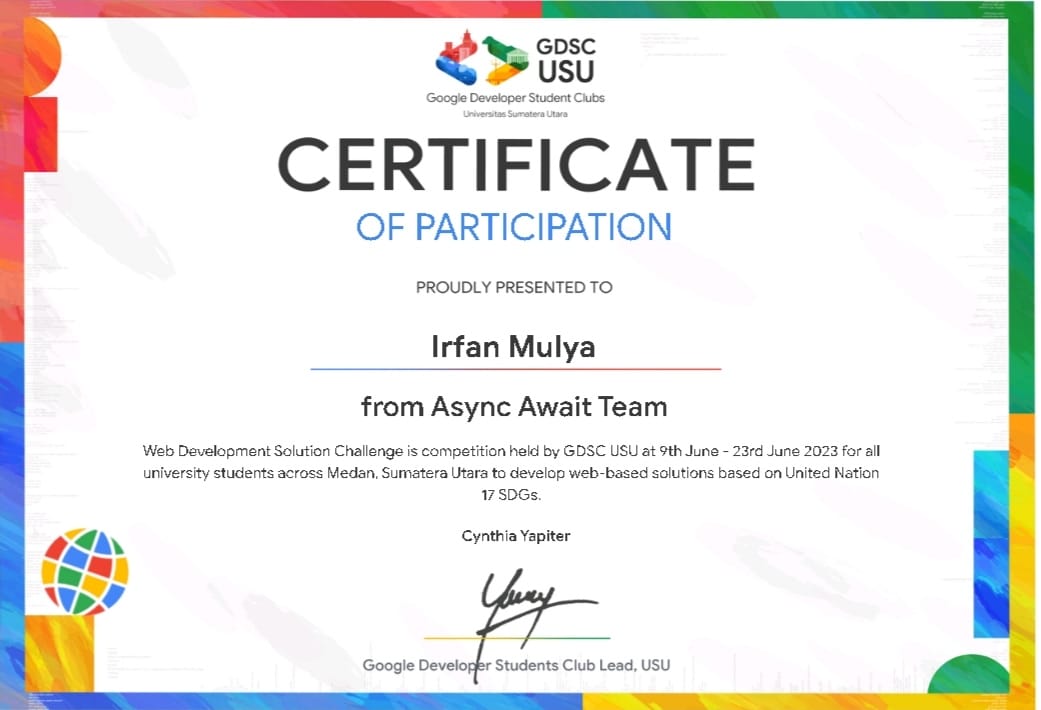 GDSC
USU
Google Developer Student Clubs
Universitas Sumatera Utara
CERTIFICATE
OF PARTICIPATION
PROUDLY PRESENTED TO
Irfan Mulya
from Async Await Team
Web Development Solution Challenge is competition held by GDSC USU at 9th June - 23rd June 2023 for all
university students across Medan, Sumatera Utara to develop web-based solutions based on United Nation
17 SDGs.
Cynthia Yapiter
Google Developer Students Club Lead, USU